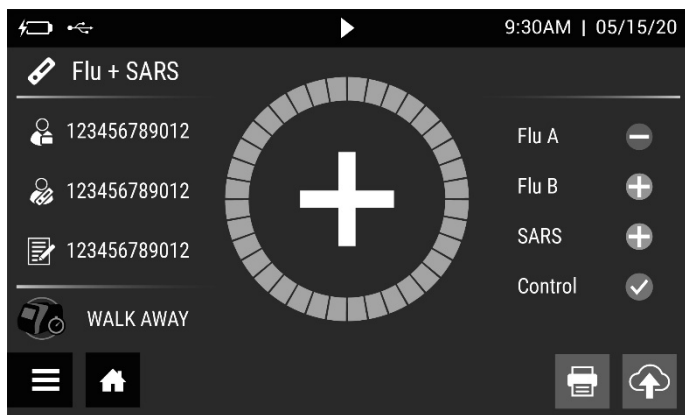 9:30AM | 05/15/20
Flu + SARS
123456789012
123456789012
123456789012
WALK AWAY
Flu A
Flu B
SARS
Control